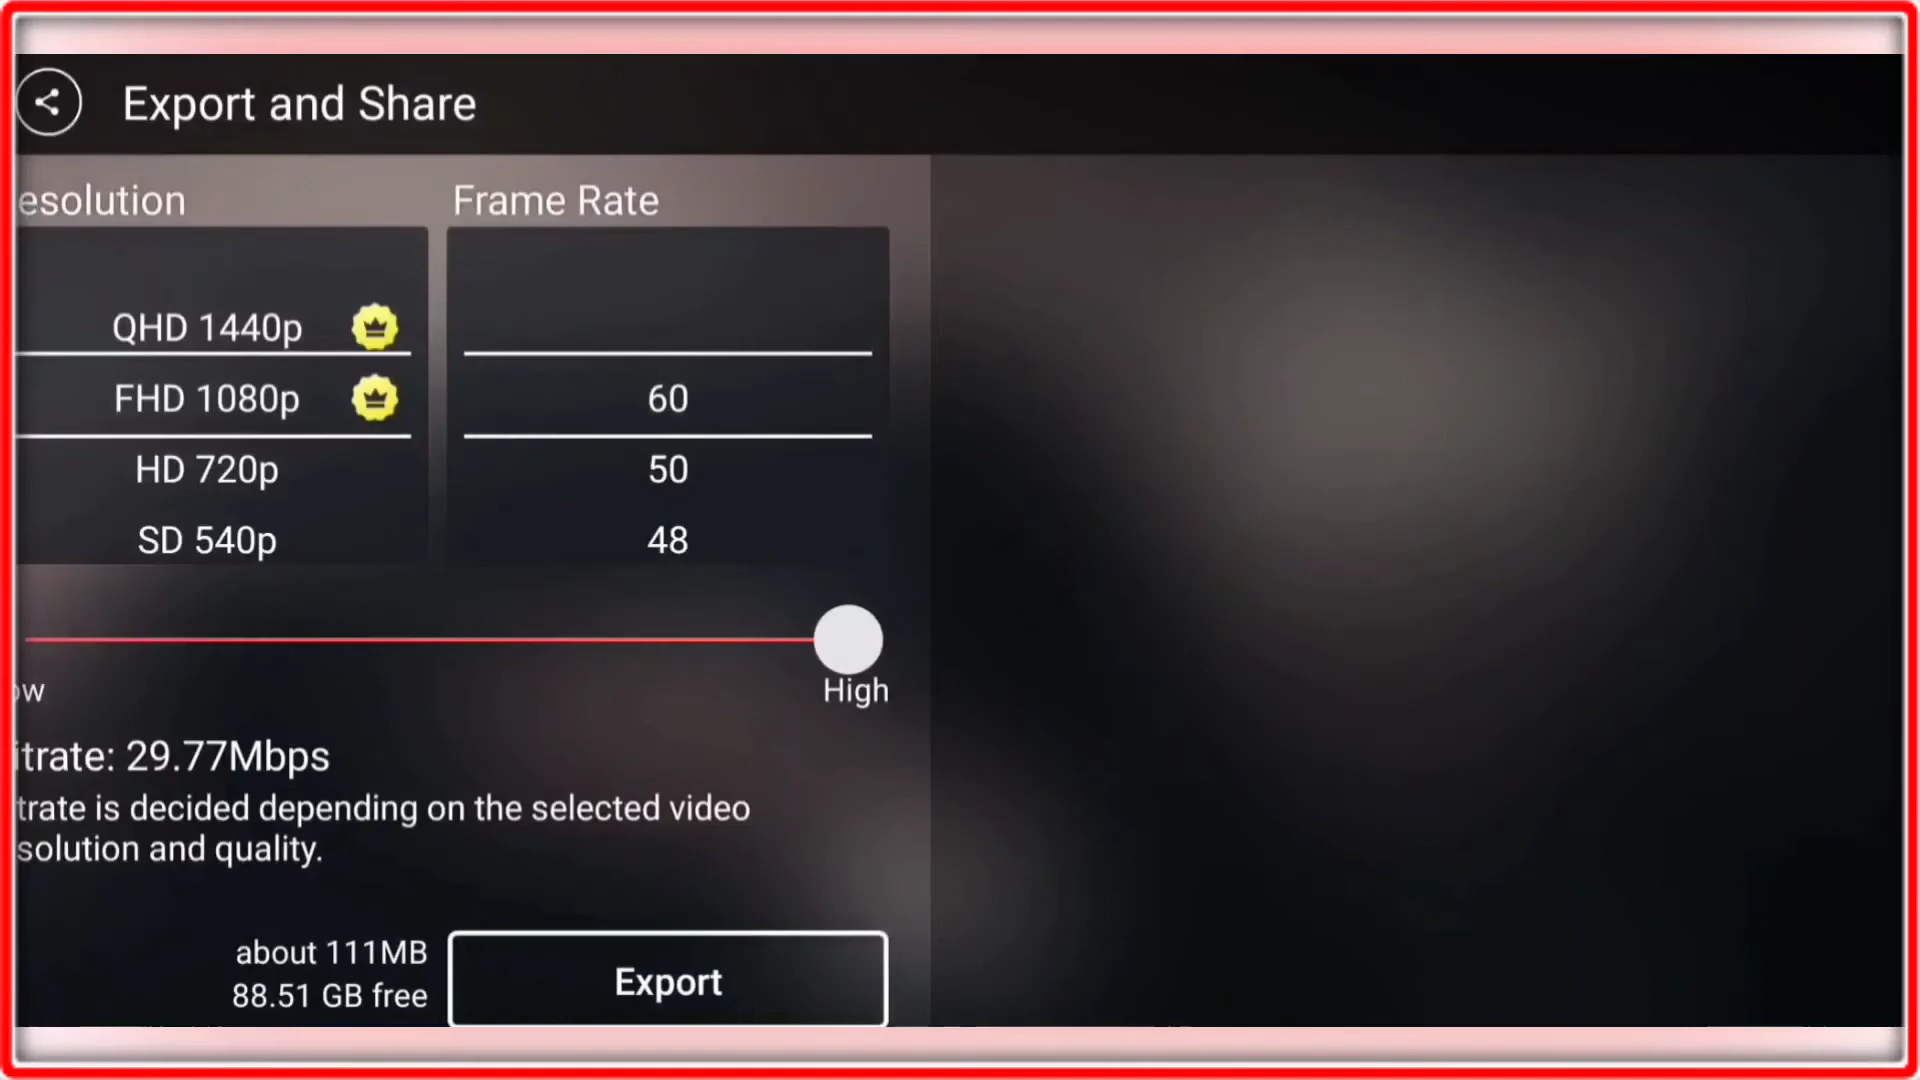 Export and Share
esolution
Frame Rate
QHD 1440p
FHD 1080p
HD 720p
SD 540p
60
50
48
ow
High
itrate: 29.77Mbps
trate is decided depending on the selected video
solution and quality.
about 111MB
88.51 GB free
Export